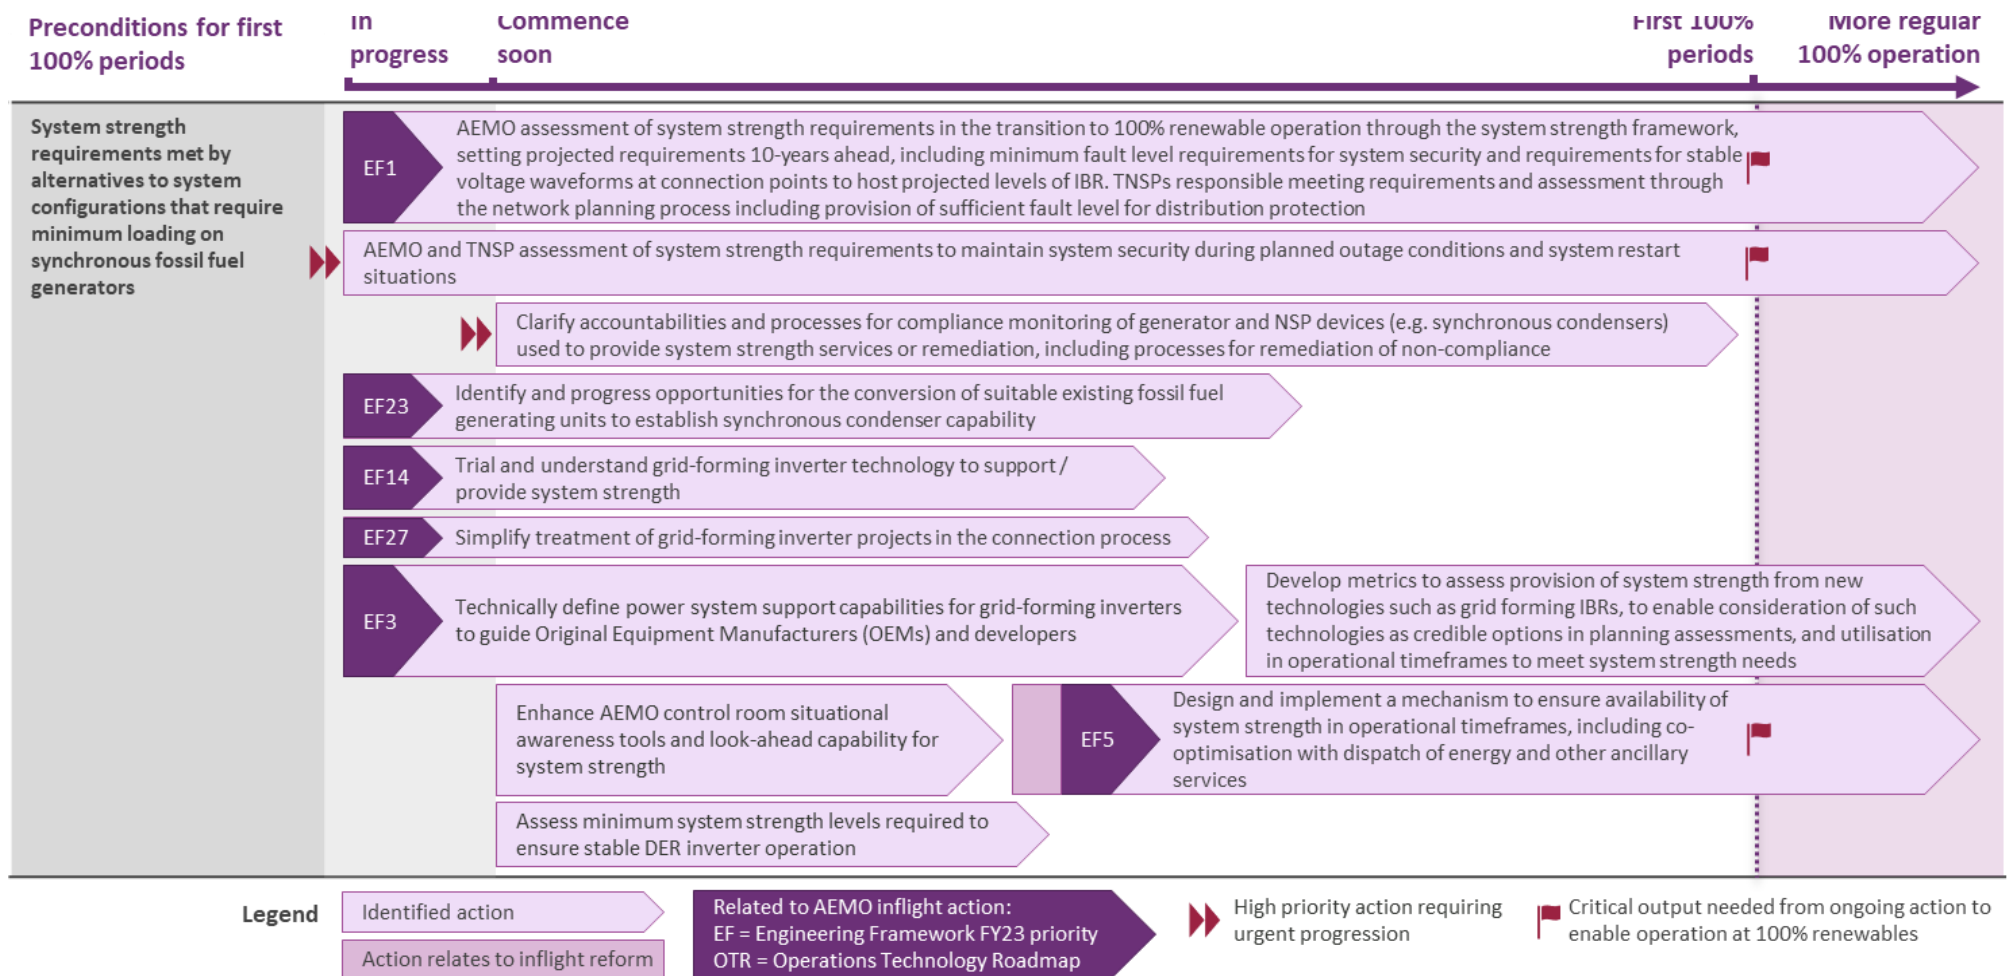 Preconditions for first
100% periods
In
progress
Commence
soon
First 100%
periods
More regular
100% operation
System strength
requirements met by
alternatives to system
configurations that require
minimum loading on
synchronous fossil fuel
generators
EF1
AEMO assessment of system strength requirements in the transition to 100% renewable operation through the system strength framework,
setting projected requirements 10-years ahead, including minimum fault level requirements for system security and requirements for stable
voltage waveforms at connection points to host projected levels of IBR. TNSPs responsible meeting requirements and assessment through
the network planning process including provision of sufficient fault level for distribution protection
AEMO and TNSP assessment of system strength requirements to maintain system security during planned outage conditions and system restart
situations
Clarify accountabilities and processes for compliance monitoring of generator and NSP devices (e.g. synchronous condensers)
used to provide system strength services or remediation, including processes for remediation of non-compliance
EF23
Identify and progress opportunities for the conversion of suitable existing fossil fuel
generating units to establish synchronous condenser capability
EF14
Trial and understand grid-forming inverter technology to support /
provide system strength
EF27
Simplify treatment of grid-forming inverter projects in the connection process
EF3
Technically define power system support capabilities for grid-forming inverters
to guide Original Equipment Manufacturers (OEMs) and developers
Develop metrics to assess provision of system strength from new
technologies such as grid forming IBRs, to enable consideration of such
technologies as credible options in planning assessments, and utilisation
in operational timeframes to meet system strength needs
Enhance AEMO control room situational
awareness tools and look-ahead capability for
system strength
EF5
Design and implement a mechanism to ensure availability of
system strength in operational timeframes, including co-
optimisation with dispatch of energy and other ancillary
services
Assess minimum system strength levels required to
ensure stable DER inverter operation
Legend
Identified action
Action relates to inflight reform
Related to AEMO inflight action:
EF = Engineering Framework FY23 priority
OTR = Operations Technology Roadmap
High priority action requiring
urgent progression
Critical output needed from ongoing action to
enable operation at 100% renewables